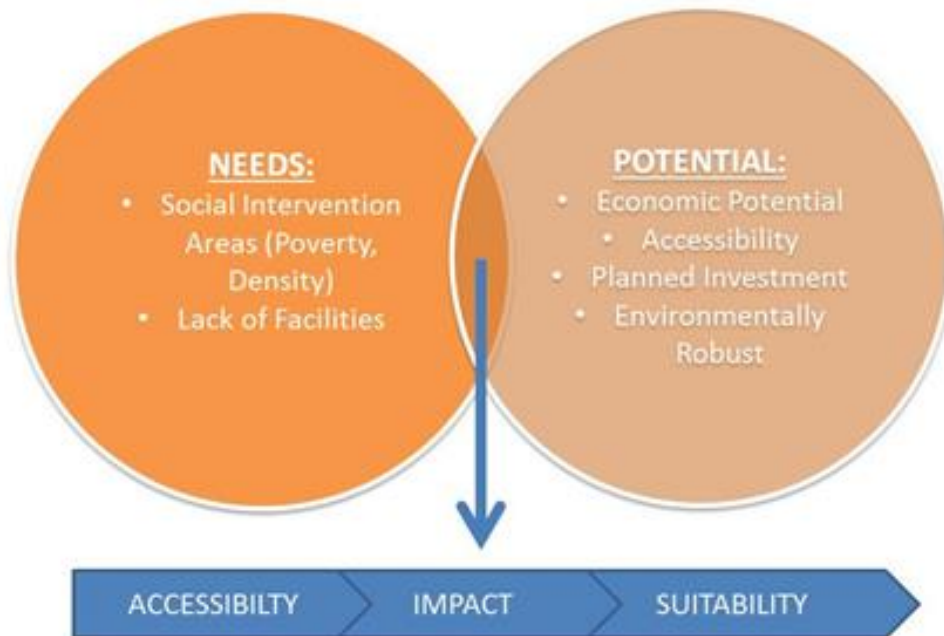 NEEDS:
• Social Intervention
Areas (Poverty,
Density)
• Lack of Facilities
POTENTIAL:
• Economic Potential
• Accessibility
• Planned Investment
• Environmentally
Robust
ACCESSIBILTY
IMPACT
SUITABILITY